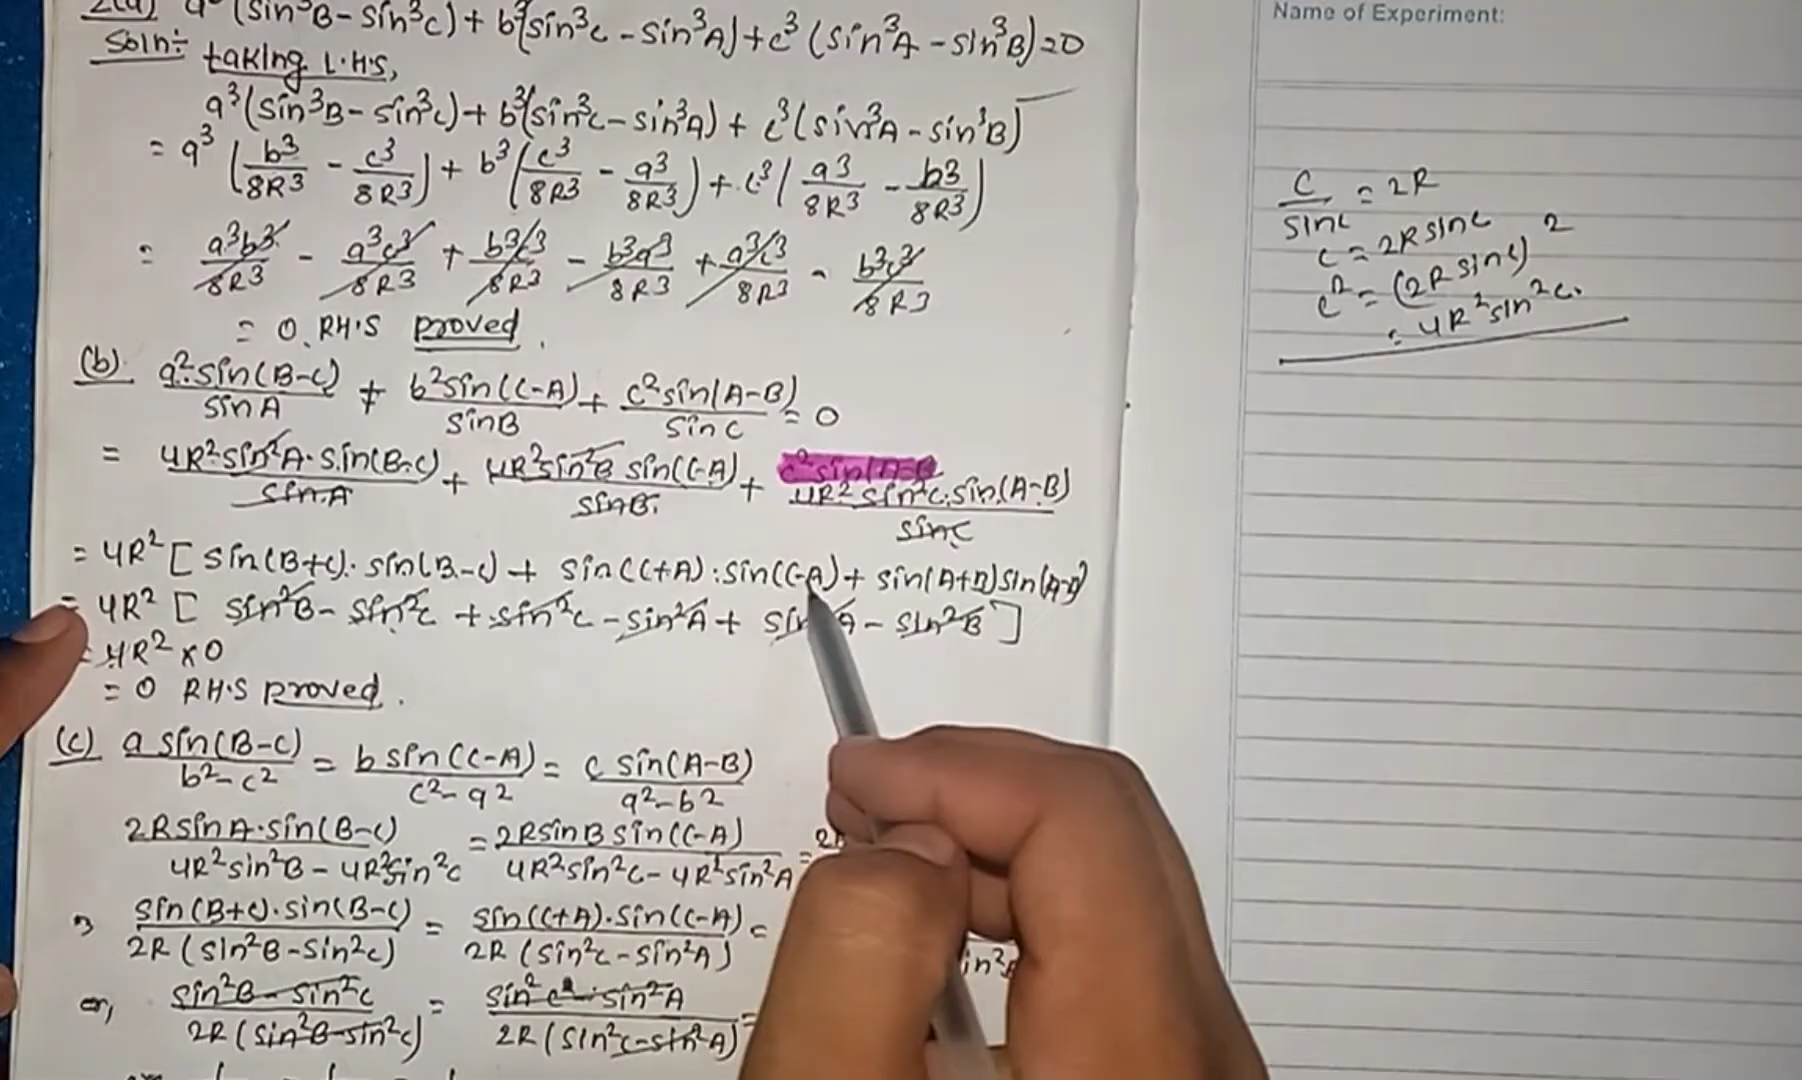 2(a) a³(sin³B - sin³C) + b³(sin³C - sin³A) + c³(sin³A - sin³B) = 0
Soln:- taking L.H.S,
a³(sin³B - sin³C) + b³(sin³C - sin³A) + c³(sin³A - sin³B)
= a³(b³/8R³ - c³/8R³) + b³(c³/8R³ - a³/8R³) + c³(a³/8R³ - b³/8R³)
= a³b³/8R³ - a³c³/8R³ + b³c³/8R³ - b³a³/8R³ + a³c³/8R³ - b³c³/8R³
= 0. RH.S proved.
(b) a²sin(B-C)/sinA + b²sin(C-A)/sinB + c²sin(A-B)/sinC = 0
= 4R²sin²A.sin(B-C)/sinA + 4R²sin²B sin(C-A)/sinB + 4R²sin²C.sin(A-B)/sinC
= 4R² [sin(B+C).sin(B-C) + sin(C+A).sin(C-A) + sin(A+B)sin(A-B)
= 4R² [sin²B - sin²C + sin²C - sin²A + sin²A - sin²B]
= 4R² x 0
= 0 RH.S proved.
(c) a sin(B-C)/b²-c² = b sin(C-A)/c²-a² = c sin(A-B)/a²-b²
2RsinA.sin(B-C)/4R²sin²B - 4R²sin²C = 2RsinB sin(C-A)/4R²sin²C - 4R²sin²A =
sin(B+C).sin(B-C)/2R(sin²B-sin²C) = sin(C+A).sin(C-A)/2R(sin²C-sin²A) =
or, sin²B-sin²C/2R(sin²B-sin²C) = sin²C-sin²A/2R(sin²C-sin²A) =
Name of Experiment:
c/sinC = 2R
c = 2RsinC
c² = (2RsinC)²
= 4R²sin²C.